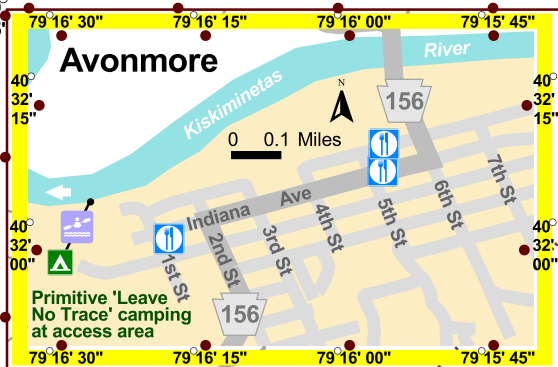 79°16'30" 79°16'15" 79°16'00" 79°15'45"
Avonmore
River
Kiskiminetas
N
40°
32'
15"
40°
32'
15"
156
0 0.1 Miles
Indiana Ave
1st St
2nd St
3rd St
4th St
5th St
6th St
7th St
40°
32'
00"
40°
32'
00"
156
Primitive 'Leave
No Trace' camping
at access area
79°16'30" 79°16'15" 79°16'00" 79°15'45"